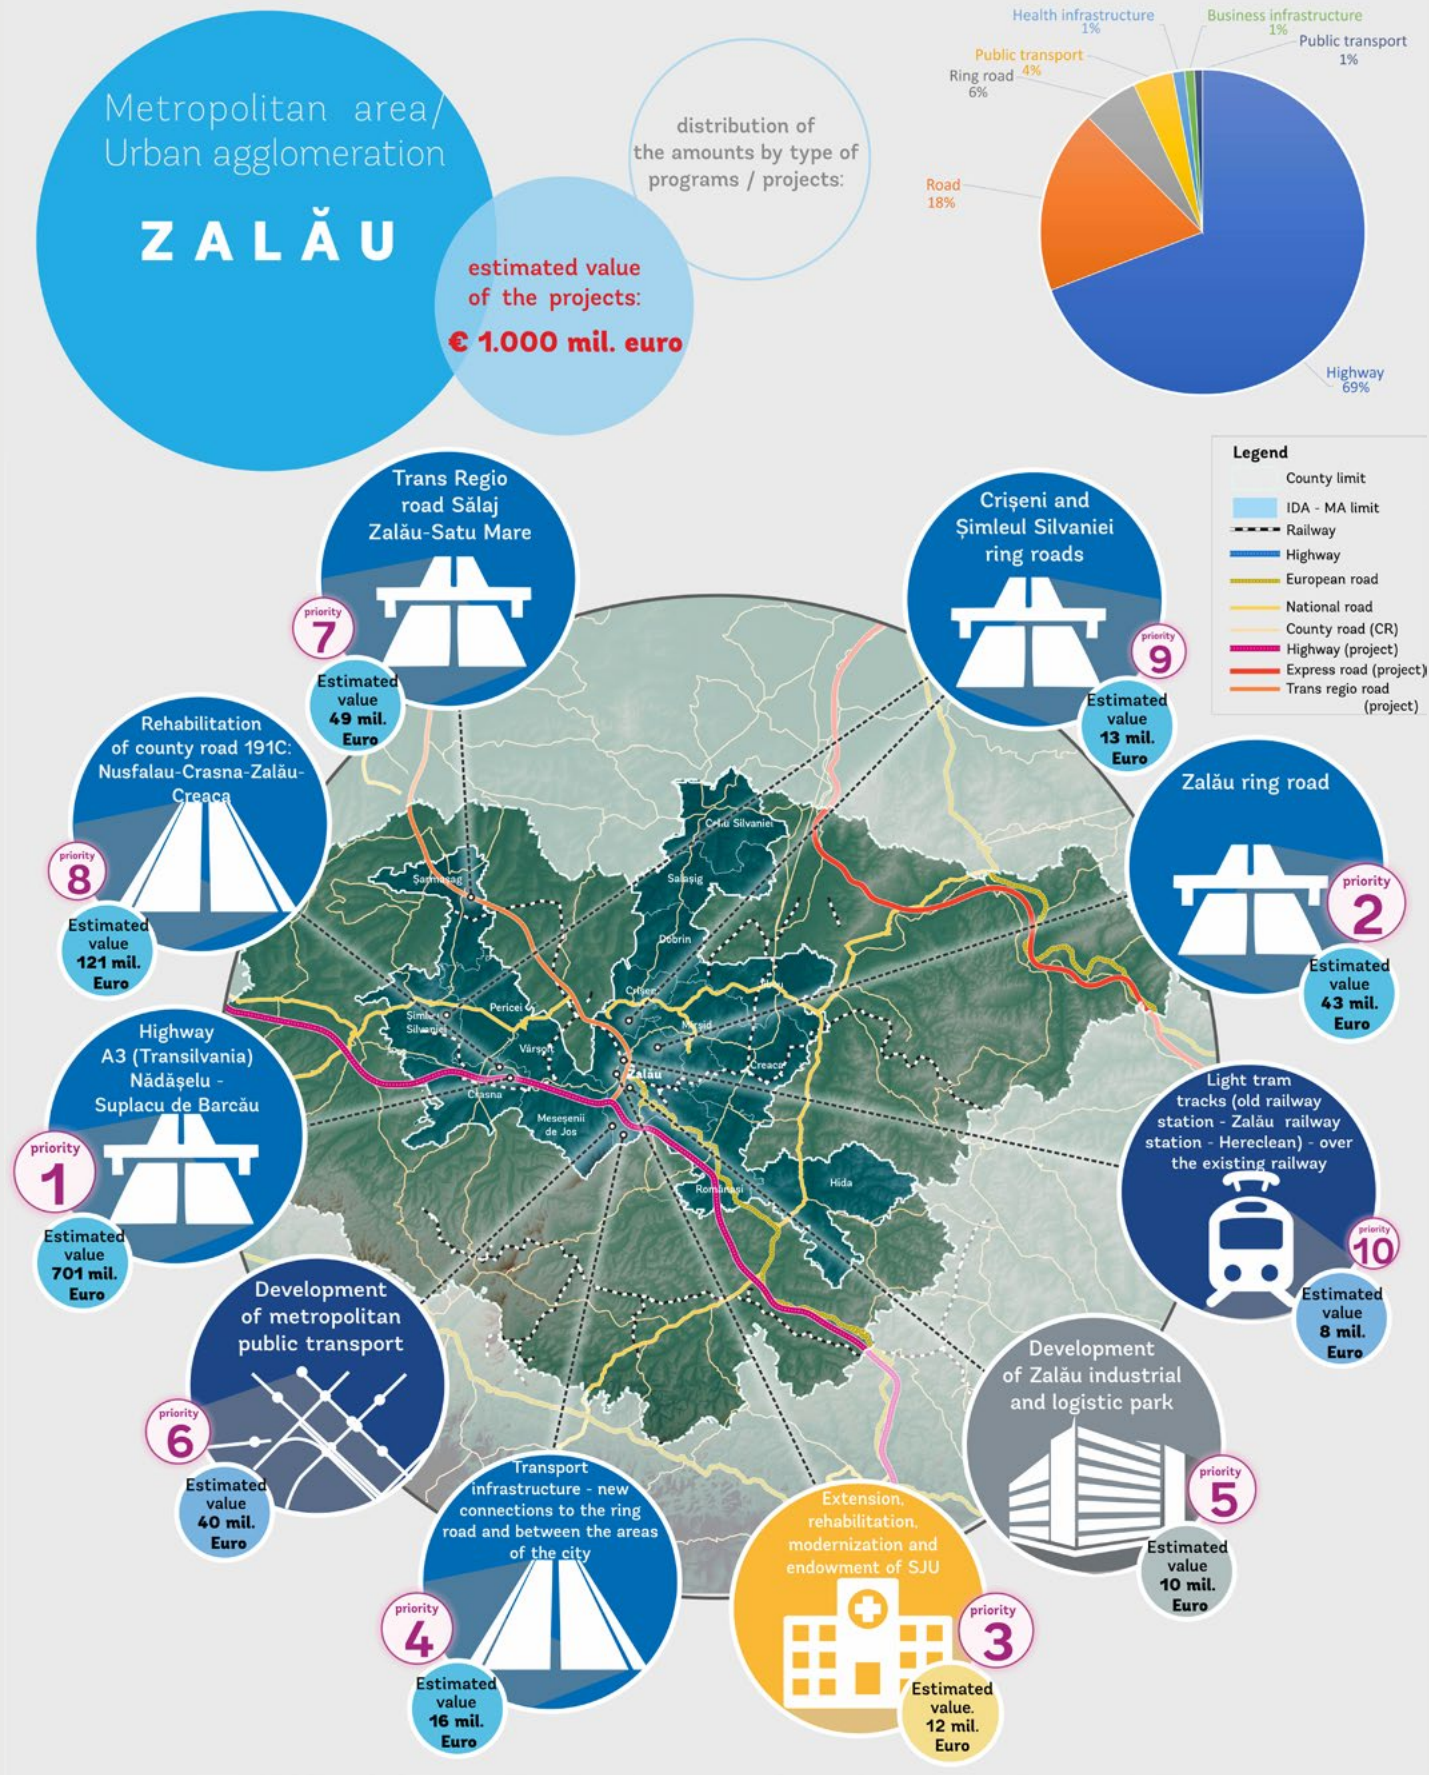 Metropolitan area/
Urban agglomeration
ZALĂU
estimated value
of the projects:
€ 1.000 mil. euro
distribution of
the amounts by type of
programs / projects:
Health infrastructure
1%
Business infrastructure
1%
Public transport
1%
Public transport
4%
Ring road
6%
Road
18%
Highway
69%
Legend
County limit
IDA - MA limit
Railway
Highway
European road
National road
County road (CR)
Highway (project)
Express road (project)
Trans regio road
(project)
Trans Regio
road Sălaj
Zalău-Satu Mare
priority
7
Estimated
value
49 mil.
Euro
Crișeni and
Șimleul Silvaniei
ring roads
priority
9
Estimated
value
13 mil.
Euro
Rehabilitation
of county road 191C:
Nusfalau-Crasna-Zalău-
Creaca
priority
8
Estimated
value
121 mil.
Euro
Zalău ring road
priority
2
Estimated
value
43 mil.
Euro
Highway
A3 (Transilvania)
Nădășelu -
Suplacu de Barcău
priority
1
Estimated
value
701 mil.
Euro
Light tram
tracks (old railway
station - Zalău railway
station - Hereclean) - over
the existing railway
priority
10
Estimated
value
8 mil.
Euro
Development
of metropolitan
public transport
priority
6
Estimated
value
40 mil.
Euro
Development
of Zalău industrial
and logistic park
priority
5
Estimated
value
10 mil.
Euro
Transport
infrastructure - new
connections to the ring
road and between the areas
of the city
priority
4
Estimated
value
16 mil.
Euro
Extension,
rehabilitation,
modernization and
endowment of SJU
priority
3
Estimated
value.
12 mil.
Euro
Silvaniei
Șarmășag
Sălașig
Dobrin
Pericei
Silvaniei
Vârșolț
Mirșid
Creaca
Zalău
Crasna
Meseșenii
de Jos
Românași
Hida